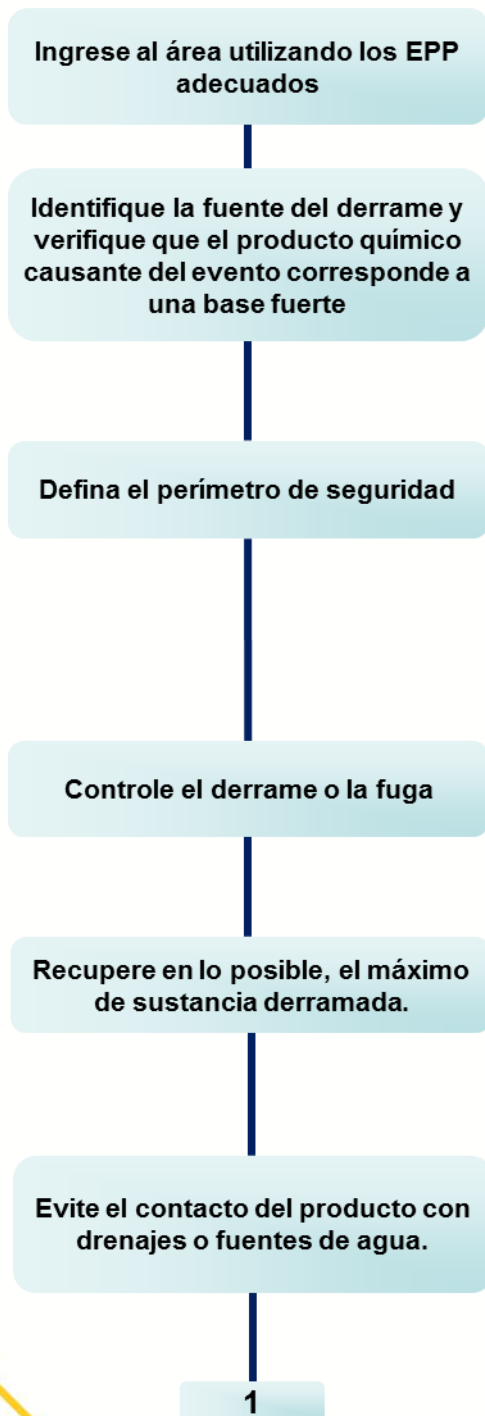 Ingrese al área utilizando los EPP
adecuados
Identifique la fuente del derrame y
verifique que el producto químico
causante del evento corresponde a
una base fuerte
Defina el perímetro de seguridad
Controle el derrame o la fuga
Recupere en lo posible, el máximo
de sustancia derramada.
Evite el contacto del producto con
drenajes o fuentes de agua.
1